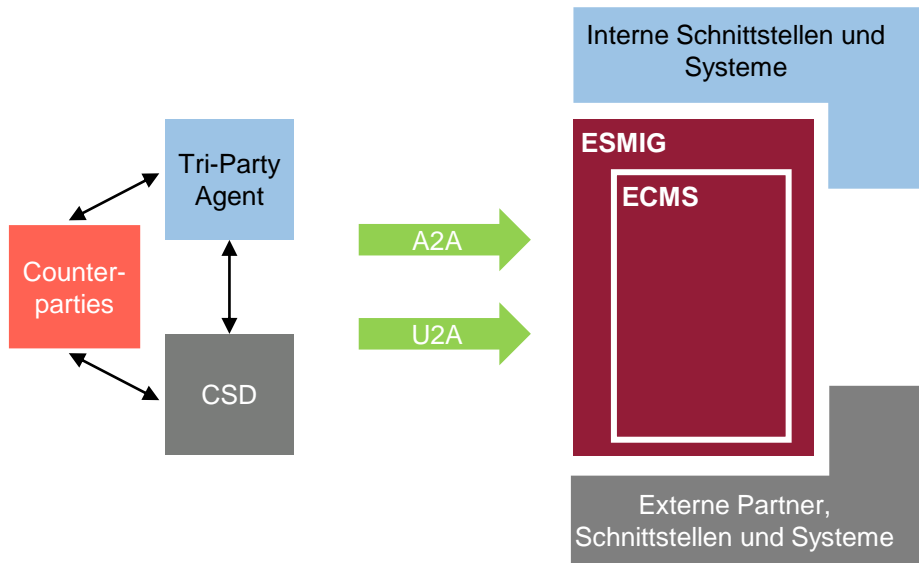 Interne Schnittstellen und
Systeme
Tri-Party
Agent
Counter-
parties
CSD
A2A
U2A
ESMIG
ECMS
Externe Partner,
Schnittstellen und Systeme